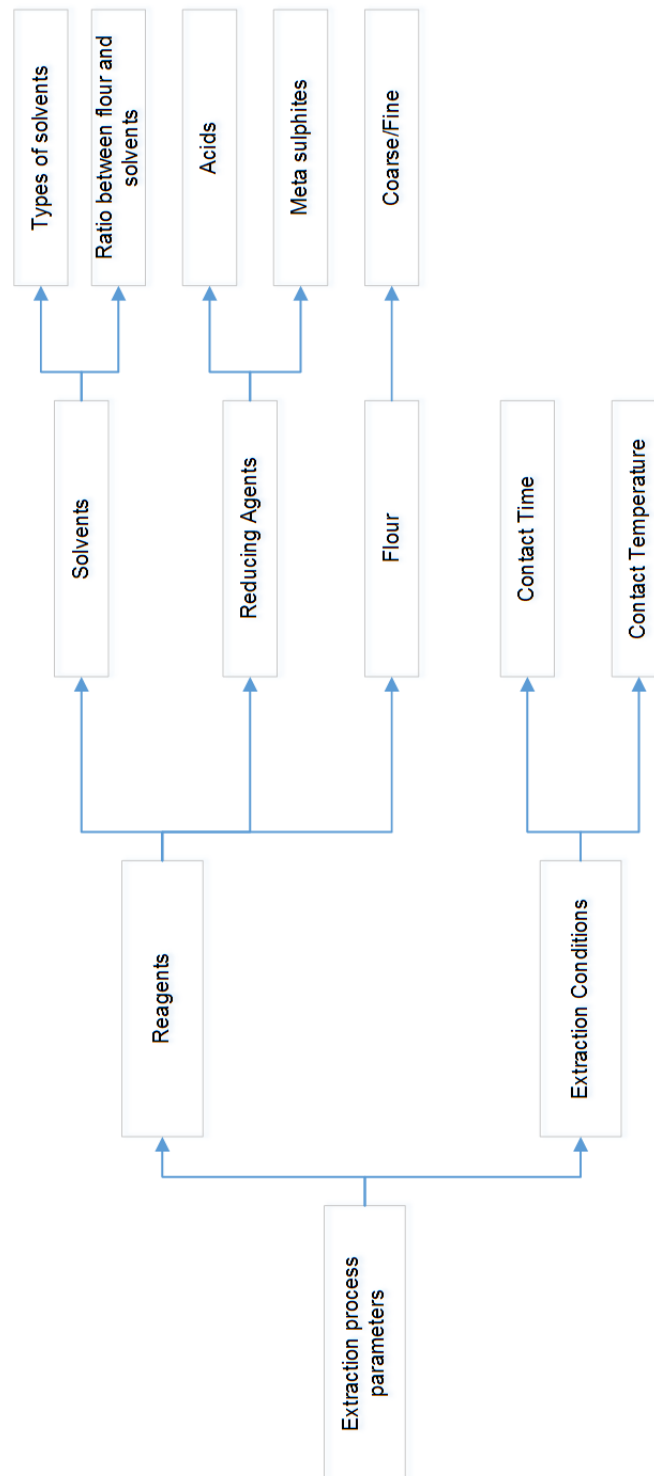 Extraction process
parameters
Reagents
Extraction Conditions
Solvents
Reducing Agents
Flour
Contact Time
Contact Temperature
Types of solvents
Ratio between flour and
solvents
Acids
Meta sulphites
Coarse/Fine